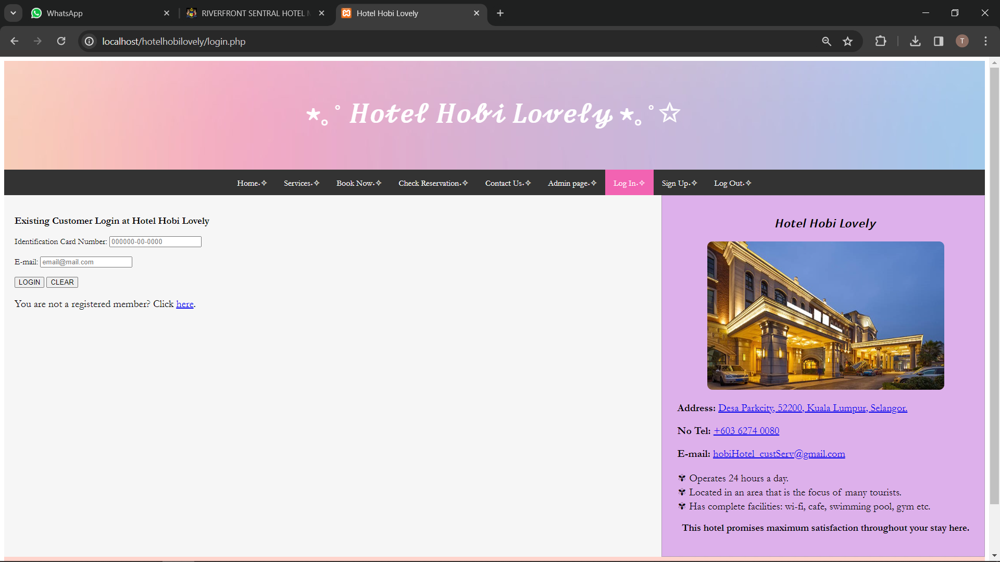 WhatsApp
RIVERFRONT SENTRAL HOTEL
Hotel Hobi Lovely
localhost/hotelhobilovely/login.php
T
⋆｡˚ 𝓗𝓸𝓽𝓮𝓵 𝓗𝓸𝓫𝓲 𝓛𝓸𝓿𝓮𝓵𝔂 ⋆｡˚☆
Home˖✧ Services˖✧ Book Now˖✧ Check Reservation˖✧ Contact Us˖✧ Admin page˖✧ Log In˖✧ Sign Up˖✧ Log Out˖✧
Existing Customer Login at Hotel Hobi Lovely
Identification Card Number: 000000-00-0000
E-mail: email@mail.com
LOGIN CLEAR
You are not a registered member? Click here.
Hotel Hobi Lovely
Address: Desa Parkcity, 52200, Kuala Lumpur, Selangor.
No Tel: +603 6274 0080
E-mail: hobiHotel_custServ@gmail.com
✾ Operates 24 hours a day.
✾ Located in an area that is the focus of many tourists.
✾ Has complete facilities: wi-fi, cafe, swimming pool, gym etc.
This hotel promises maximum satisfaction throughout your stay here.